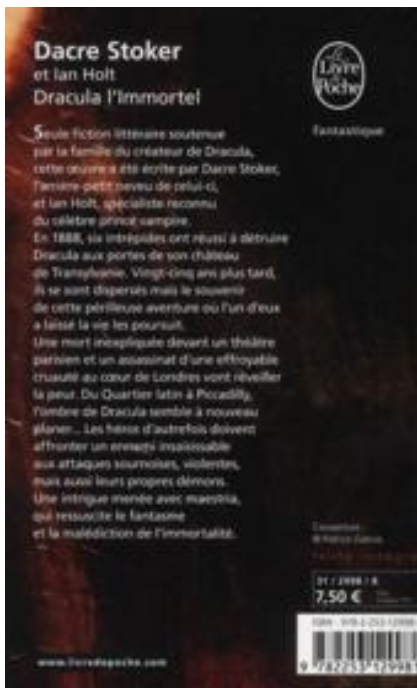 Dacre Stoker
et Ian Holt
Dracula l'Immortel
Le
Livre
de
Poche
Fantastique
Seule fiction littéraire soutenue
par la famille du créateur de Dracula,
cette œuvre a été écrite par Dacre Stoker,
l'arrière-petit-neveu de celui-ci,
et Ian Holt, spécialiste reconnu
du célèbre prince vampire.
En 1888, six intrépides ont réussi à détruire
Dracula aux portes de son château
de Transylvanie. Vingt-cinq ans plus tard,
ils se sont dispersés mais le souvenir
de cette périlleuse aventure où l'un d'eux
a laissé la vie les poursuit.
Une mort inexpliquée devant un théâtre
parisien et un assassinat d'une effroyable
cruauté au cœur de Londres vont réveiller
la peur. Du Quartier latin à Piccadilly,
l'ombre de Dracula semble à nouveau
planer... Les héros d'autrefois doivent
affronter un ennemi insaisissable
aux attaques sournoises, violentes,
mais aussi leurs propres démons.
Une intrigue menée avec maestria,
qui ressuscite le fantasme
et la malédiction de l'immortalité.
Couverture :
31 / 2998 / 8
7,50 €
www.livredepoche.com